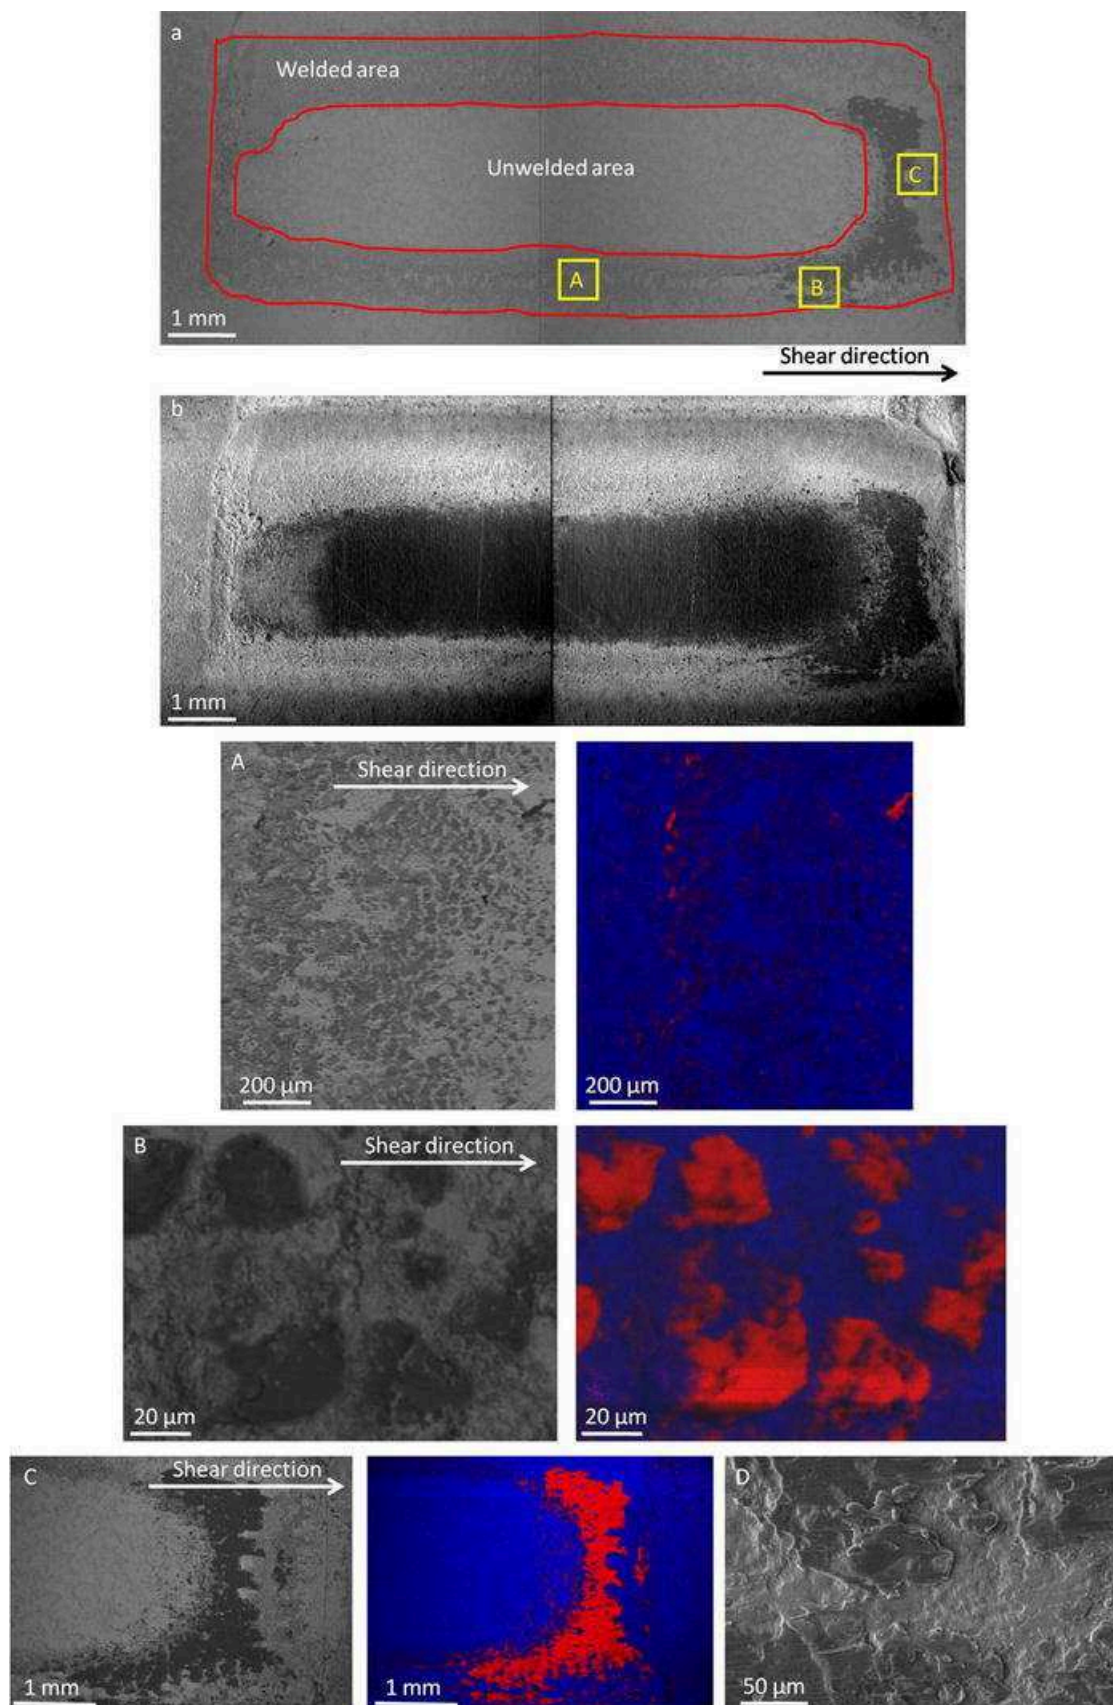 a
Welded area
Unwelded area
C
A
B
1 mm
Shear direction
b
1 mm
A
Shear direction
200 µm
200 µm
B
Shear direction
20 µm
20 µm
C
Shear direction
D
1 mm
1 mm
50 µm